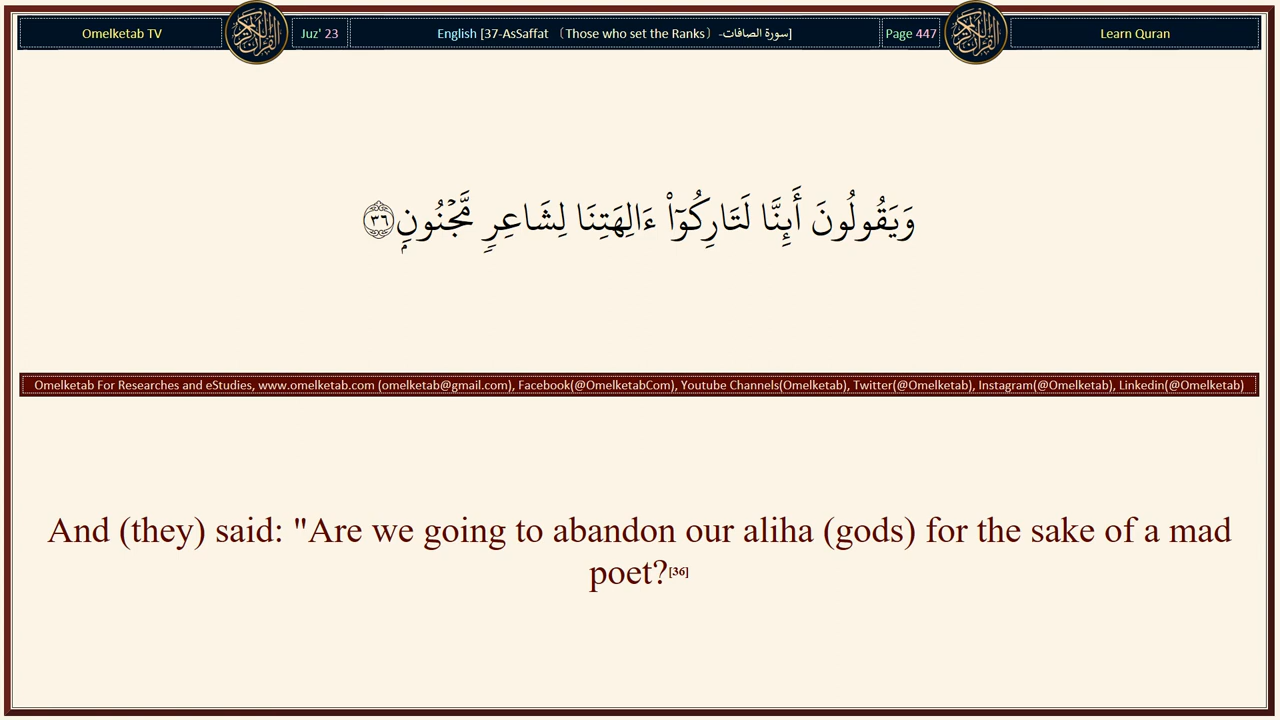 Omelketab TV
Juz' 23
English [37-AsSaffat （Those who set the Ranks）-سورة الصافات]
Page 447
Learn Quran
وَيَقُولُونَ أَئِنَّا لَتَارِكُوٓا۟ ءَالِهَتِنَا لِشَاعِرٍۢ مَّجْنُونٍۭ ٣٦
Omelketab For Researches and eStudies, www.omelketab.com (omelketab@gmail.com), Facebook(@OmelketabCom), Youtube Channels(Omelketab), Twitter(@Omelketab), Instagram(@Omelketab), Linkedin(@Omelketab)
And (they) said: "Are we going to abandon our aliha (gods) for the sake of a mad
poet?[36]